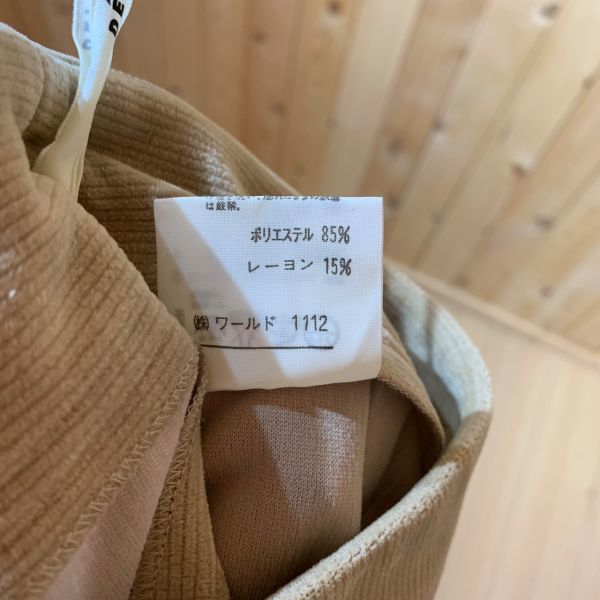 DE
は厳禁。
ポリエステル 85%
レーヨン 15%
㈱ワールド 1112